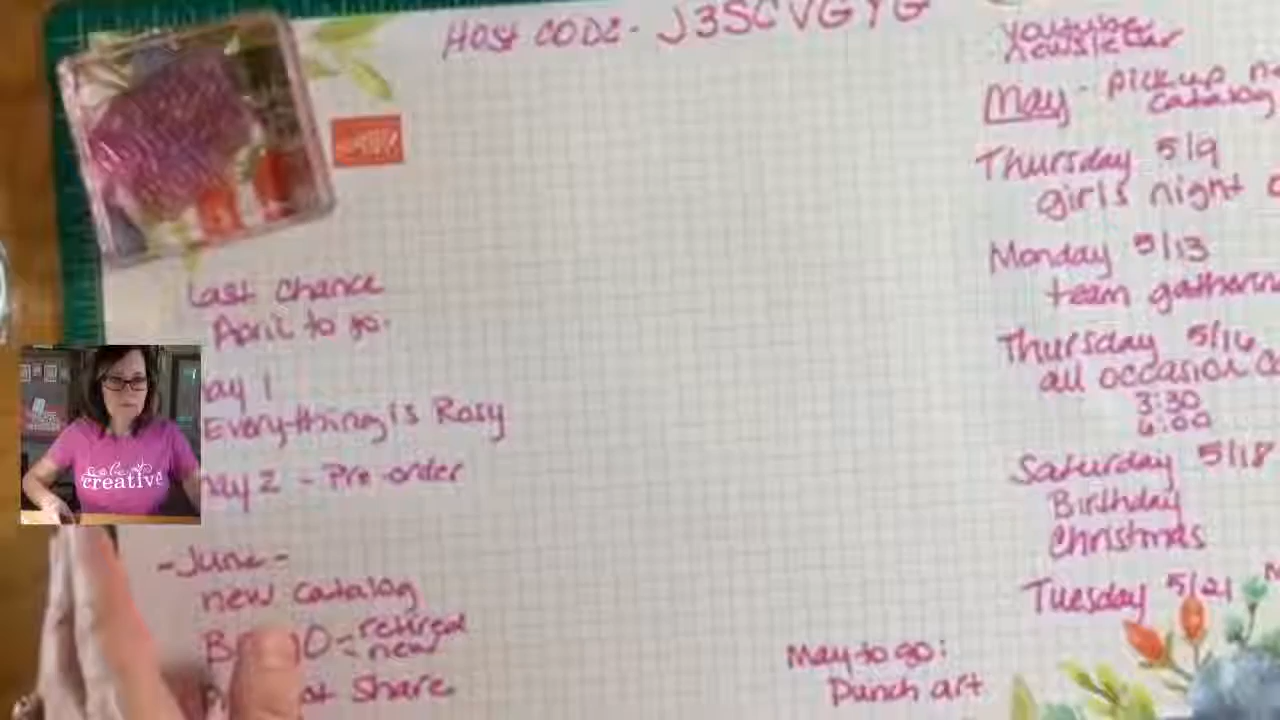 HOST CODE- J3SCVGYG
Last chance
April to go.
ay 1
Everything is Rosy
ay 2 - Pre-order
-June-
new catalog
retired
new
share
May to go:
Punch art
Youtube
Newsletter
May - pick up
catalog
Thursday 5/9
girls night
Monday 5/13
team gatherin
Thursday 5/16
all occasion
3:30
6:00
Saturday 5/18
Birthday
Christmas
Tuesday 5/21
creative